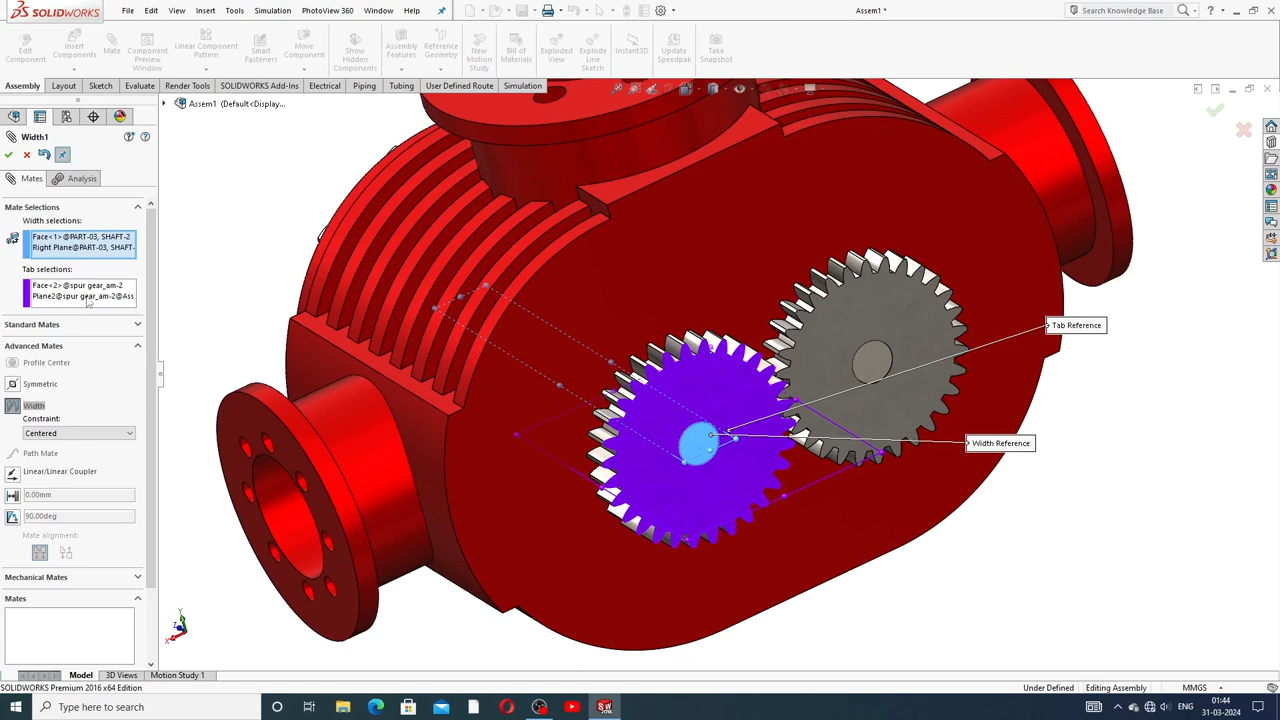 SOLIDWORKS File Edit View Insert Tools Simulation PhotoView 360 Window Help Assem1 * Search Knowledge Base
Edit Component Insert Components Mate Component Preview Window Linear Component Pattern Smart Fasteners Move Component Show Hidden Components Assembly Features Reference Geometry New Motion Study Bill of Materials Exploded View Explode Line Sketch Instant3D Update Speedpak Take Snapshot
Assembly Layout Sketch Evaluate Render Tools SOLIDWORKS Add-Ins Electrical Piping Tubing User Defined Route Simulation
Assem1 (Default<Display...
Width1
Mates Analysis
Mate Selections
Width selections:
Face<1>@PART-03, SHAFT-2
Right Plane@PART-03, SHAFT-
Tab selections:
Face<2>@spur gear_am-2
Plane2@spur gear_am-2@Ass
Standard Mates
Advanced Mates
Profile Center
Symmetric
Width
Constraint:
Centered
Path Mate
Linear/Linear Coupler
0.00mm
90.00deg
Mate alignment:
Mechanical Mates
Mates
Tab Reference
Width Reference
Y
Z
X
Model 3D Views Motion Study 1
SOLIDWORKS Premium 2016 x64 Edition Under Defined Editing Assembly MMGS
Type here to search ENG 01:44
31-03-2024